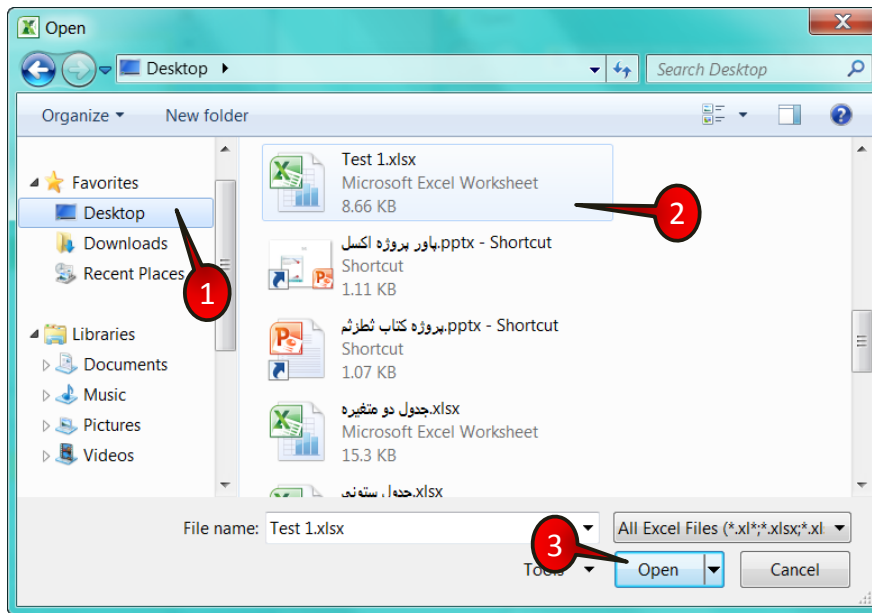 Open
Desktop
Search Desktop
Organize
New folder
Favorites
Desktop
Downloads
Recent Places
1
Libraries
Documents
Music
Pictures
Videos
Test 1.xlsx
Microsoft Excel Worksheet
8.66 KB
2
پاور پروژه اکسل.pptx - Shortcut
Shortcut
1.11 KB
پروژه کتاب ثطزثم.pptx - Shortcut
Shortcut
1.07 KB
جدول دو متغیره.xlsx
Microsoft Excel Worksheet
15.3 KB
جدول ستونی.xlsx
File name:
Test 1.xlsx
All Excel Files (*.xl*;*.xlsx;*.xl
3
Tools
Open
Cancel